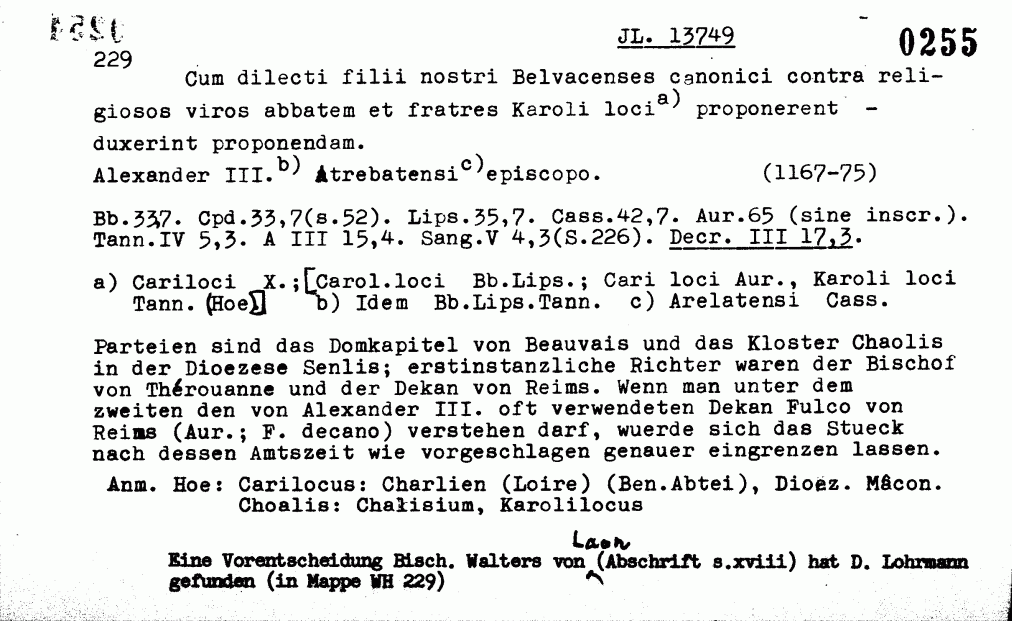 JL. 13749
0255
229
Cum dilecti filii nostri Belvacenses canonici contra reli-
giosos viros abbatem et fratres Karoli locia) proponerent -
duxerint proponendam.
Alexander III.b) Atrebatensic)episcopo. (1167-75)
Bb.337. Cpd.33,7(s.52). Lips.35,7. Cass.42,7. Aur.65 (sine inscr.).
Tann.IV 5,3. A III 15,4. Sang.V 4,3(S.226). Decr. III 17,3.
a) Cariloci X.;[Carol.loci Bb.Lips.; Cari loci Aur., Karoli loci
Tann.(Hoe)] b) Idem Bb.Lips.Tann. c) Arelatensi Cass.
Parteien sind das Domkapitel von Beauvais und das Kloster Chaolis
in der Dioezese Senlis; erstinstanzliche Richter waren der Bischof
von Thérouanne und der Dekan von Reims. Wenn man unter dem
zweiten den von Alexander III. oft verwendeten Dekan Fulco von
Reims (Aur.; F. decano) verstehen darf, wuerde sich das Stueck
nach dessen Amtszeit wie vorgeschlagen genauer eingrenzen lassen.
Anm. Hoe: Carilocus: Charlien (Loire) (Ben.Abtei), Dioëz. Mâcon.
Choalis: Chalisium, Karolilocus
Laon
Eine Vorentscheidung Bisch. Walters von (Abschrift s.xviii) hat D. Lohrmann
gefunden (in Mappe WH 229)